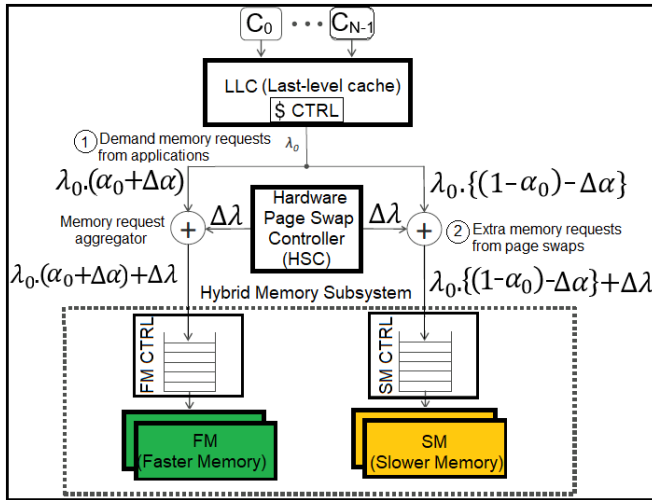 C0 ••• CN-1
LLC (Last-level cache)
$ CTRL
1 Demand memory requests
from applications
λ0
λ0.(α0+Δα)
λ0.{(1-α0)-Δα}
Hardware
Page Swap
Controller
(HSC)
Δλ
Δλ
Memory request
aggregator
+
+
2 Extra memory requests
from page swaps
λ0.(α0+Δα)+Δλ
λ0.{(1-α0)-Δα}+Δλ
Hybrid Memory Subsystem
FM CTRL
SM CTRL
FM
(Faster Memory)
SM
(Slower Memory)